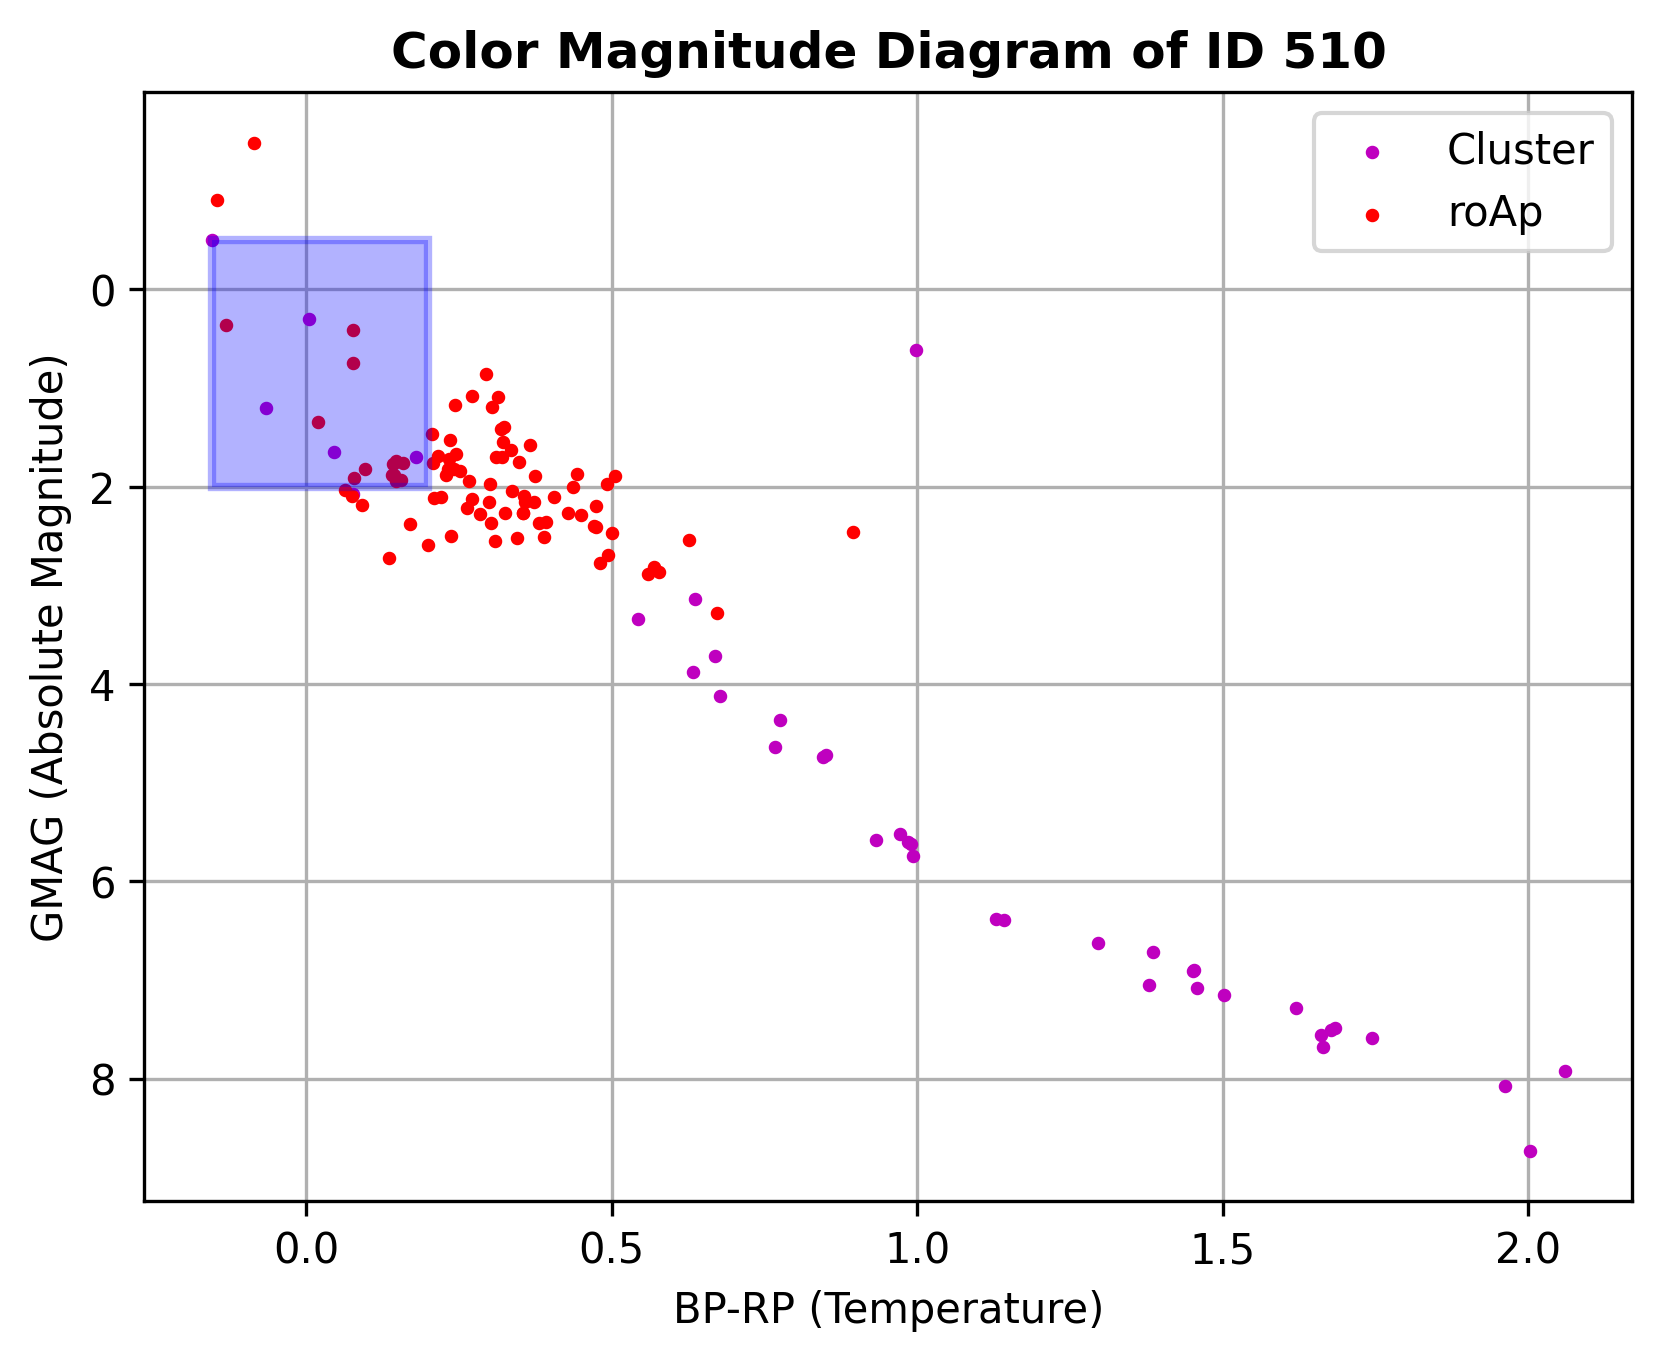 Color Magnitude Diagram of ID 510
Cluster
roAp
GMAG (Absolute Magnitude)
0
2
4
6
8
0.0 0.5 1.0 1.5 2.0
BP-RP (Temperature)